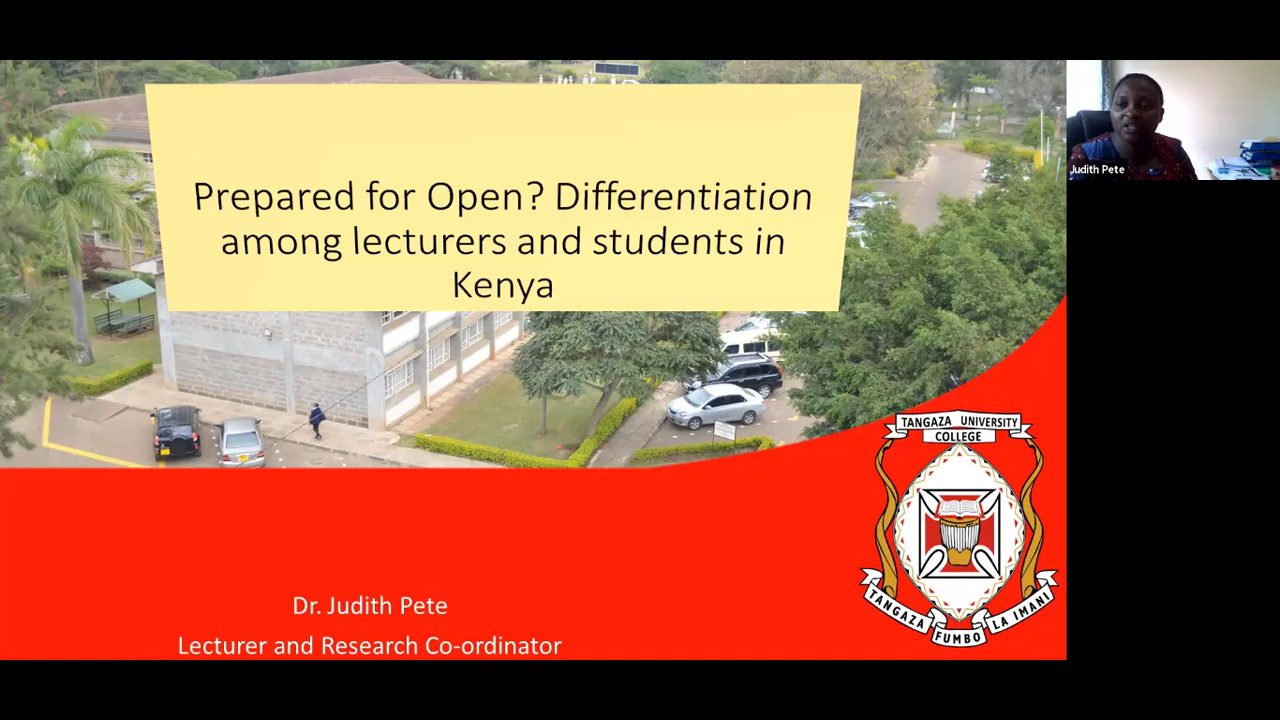 Prepared for Open? Differentiation
among lecturers and students in
Kenya
Judith Pete
TANGAZA UNIVERSITY
COLLEGE
TANGAZA FUMBO LA IMANI
Dr. Judith Pete
Lecturer and Research Co-ordinator